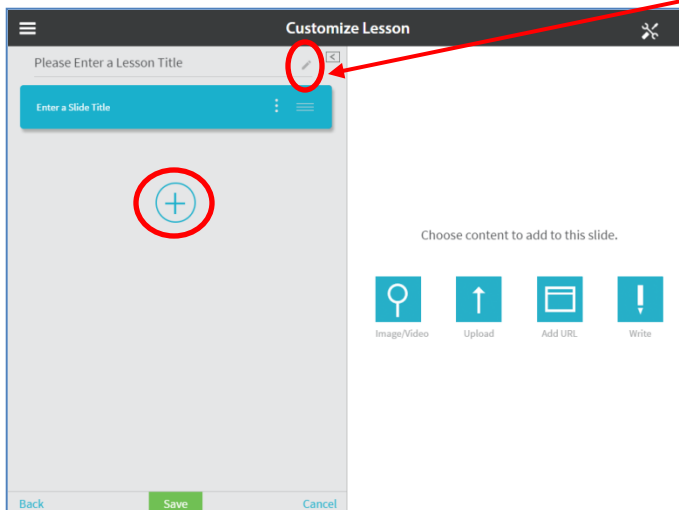 Customize Lesson
Please Enter a Lesson Title
Enter a Slide Title
Choose content to add to this slide.
Image/Video Upload Add URL Write
Back Save Cancel